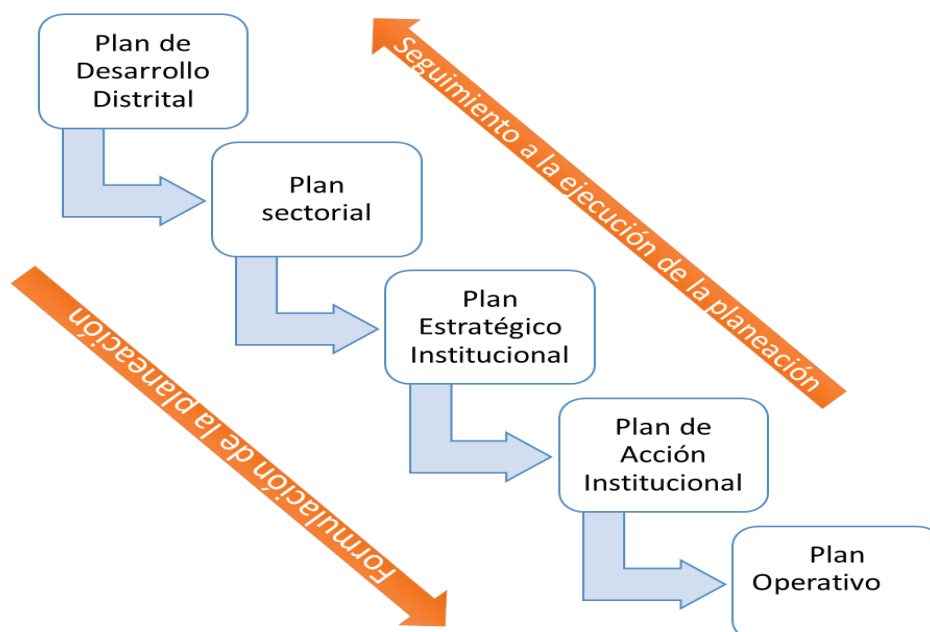 Plan de
Desarrollo
Distrital
Seguimiento a la ejecución de la planeación
Plan
sectorial
Plan
Estratégico
Institucional
Formulación de la planeación
Plan de
Acción
Institucional
Plan
Operativo